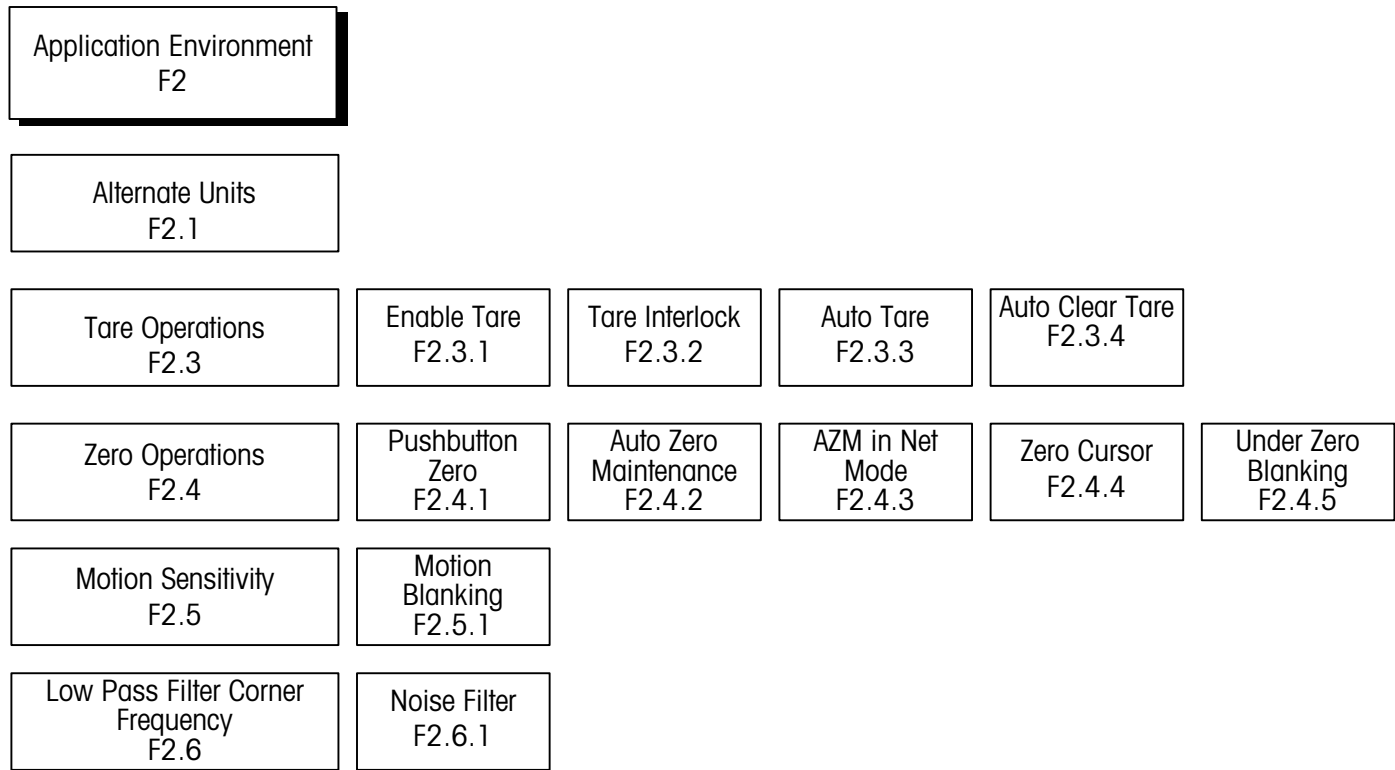 Application Environment
F2
Alternate Units
F2.1
Tare Operations
F2.3
Enable Tare
F2.3.1
Tare Interlock
F2.3.2
Auto Tare
F2.3.3
Auto Clear Tare
F2.3.4
Zero Operations
F2.4
Pushbutton
Zero
F2.4.1
Auto Zero
Maintenance
F2.4.2
AZM in Net
Mode
F2.4.3
Zero Cursor
F2.4.4
Under Zero
Blanking
F2.4.5
Motion Sensitivity
F2.5
Motion
Blanking
F2.5.1
Low Pass Filter Corner
Frequency
F2.6
Noise Filter
F2.6.1